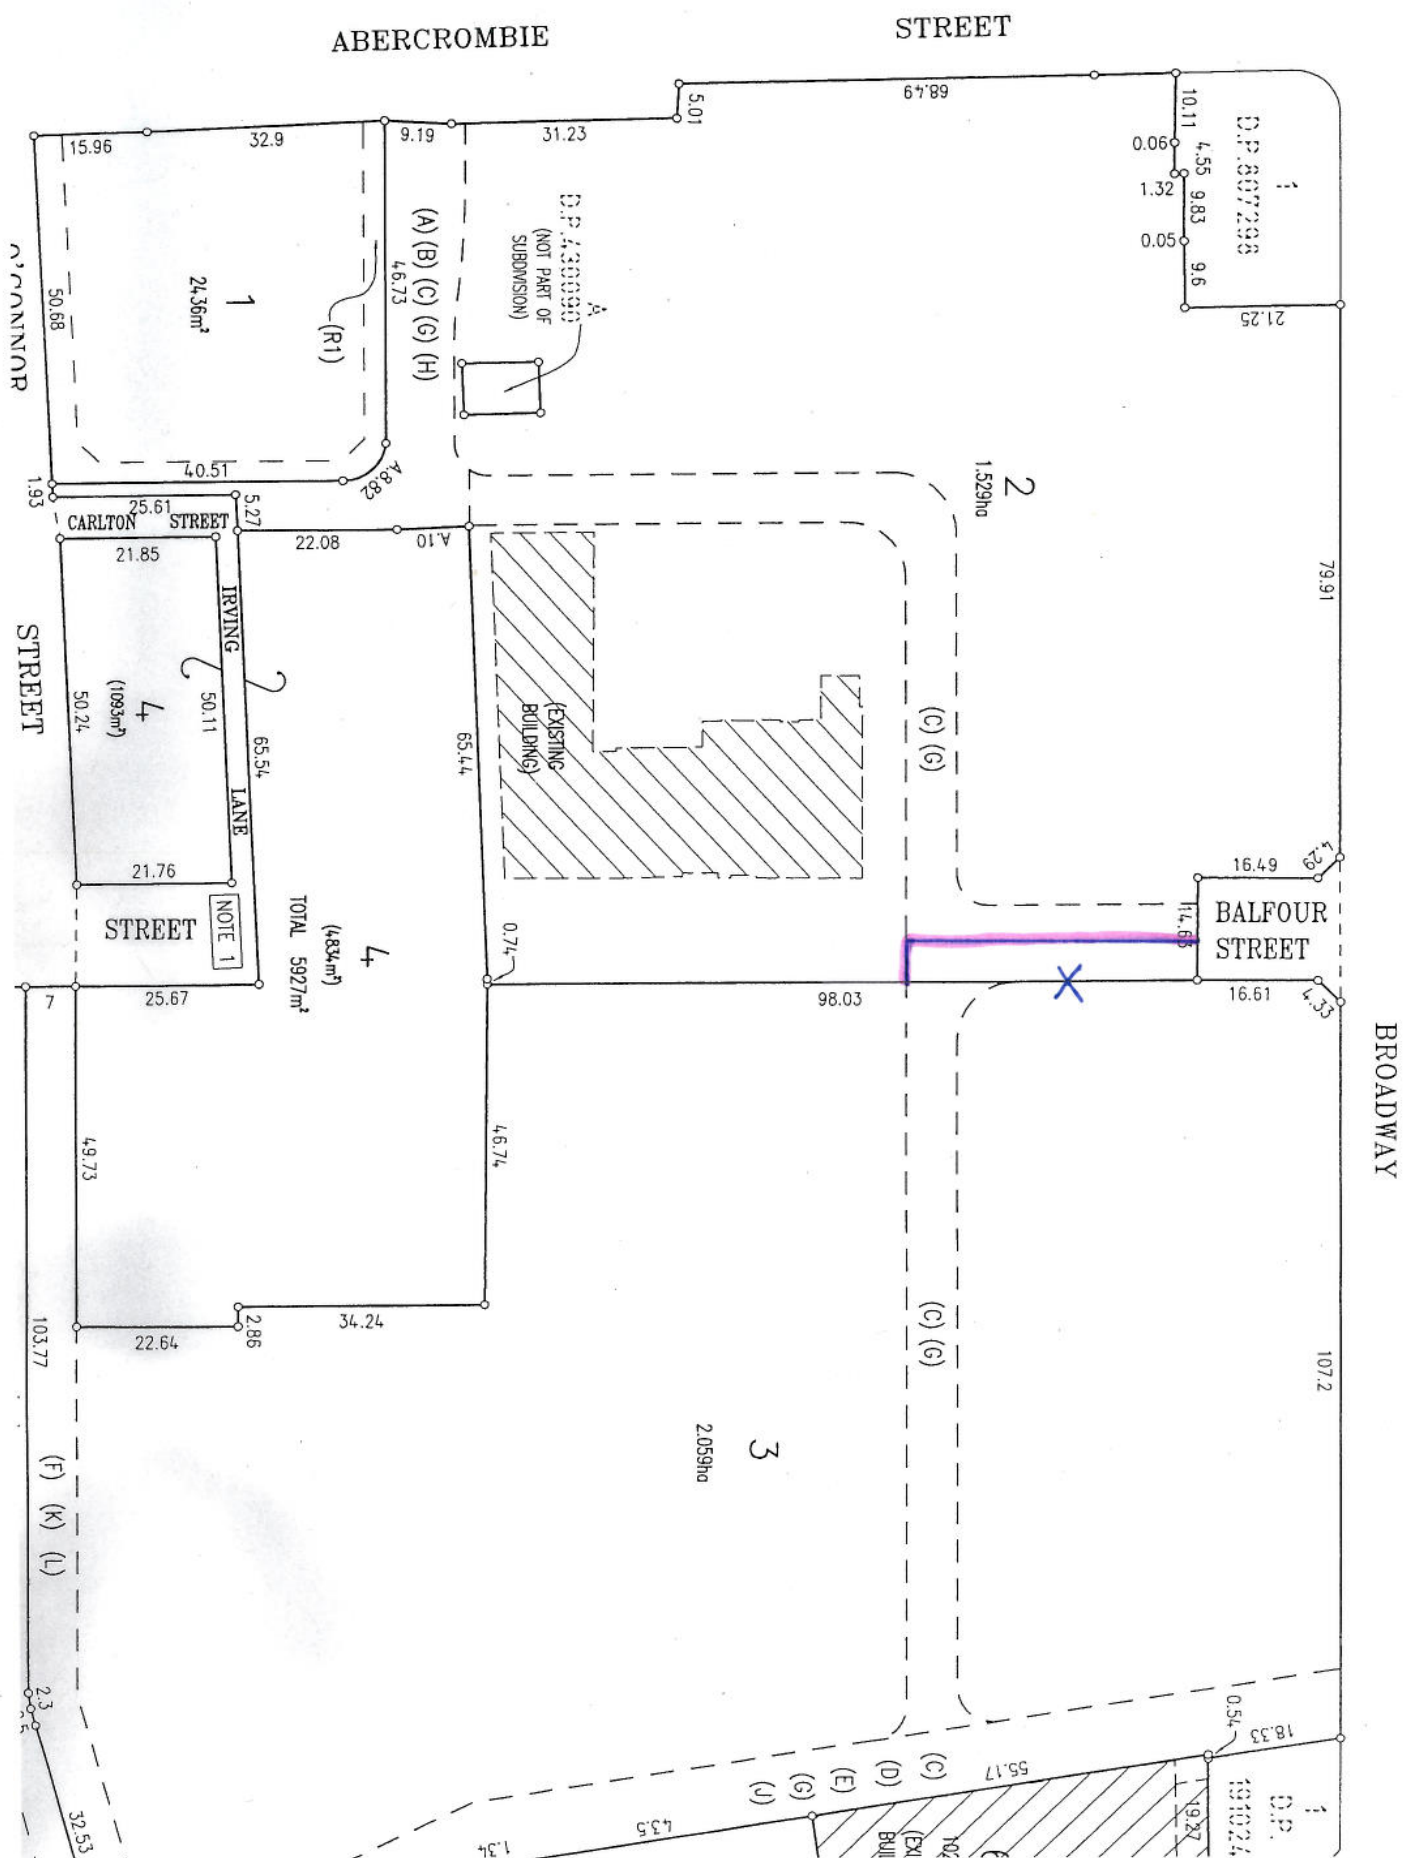 ABERCROMBIE
STREET
68.49
5.01
31.23
9.19
32.9
15.96
10.11
0.06
4.55
1.32
9.83
0.05
9.6
21.25
1
D.P.807298
A
D.P.430090
(NOT PART OF
SUBDIVISION)
(A) (B) (C) (G) (H)
46.73
(R1)
1
2436m²
50.68
O'CONNOR
STREET
40.51
A.8.82
1.93
25.61
5.27
CARLTON STREET
22.08
A.10
21.85
IRVING LANE
50.11
65.54
4
(1093m²)
50.24
21.76
STREET
NOTE 1
2
1.529ha
79.91
65.44
(EXISTING
BUILDING)
(C) (G)
4.29
16.49
14.63
BALFOUR
STREET
16.61
4.33
X
BROADWAY
0.74
98.03
4
(4834m²)
TOTAL 5927m²
7
25.67
49.73
46.74
34.24
2.86
22.64
103.77
(F) (K) (L)
2.3
32.53
3
2.059ha
107.2
(C) (G)
(C)
(D)
(E)
(G)
(J)
55.17
43.5
1.34
0.54
18.33
19.27
1
D.P.